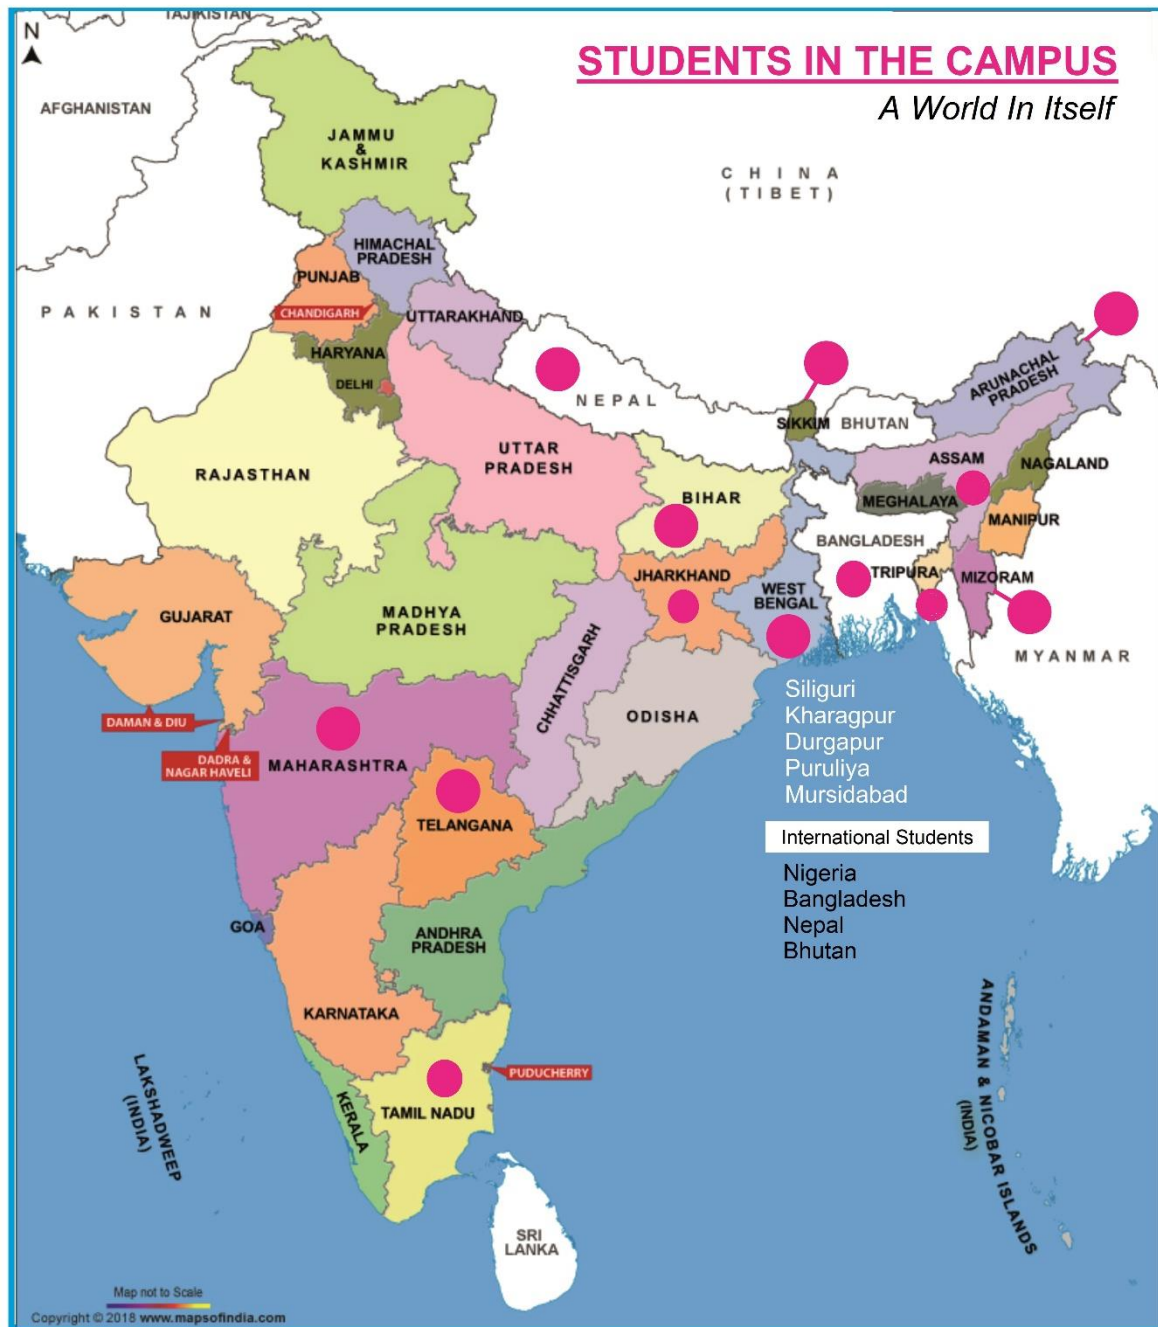 TAJIKISTAN
N
STUDENTS IN THE CAMPUS
A World In Itself
AFGHANISTAN
JAMMU
&
KASHMIR
CHINA
(TIBET)
HIMACHAL
PRADESH
PUNJAB
CHANDIGARH
UTTARAKHAND
PAKISTAN
HARYANA
DELHI
NEPAL
SIKKIM
BHUTAN
ARUNACHAL
PRADESH
RAJASTHAN
UTTAR
PRADESH
BIHAR
ASSAM
NAGALAND
MEGHALAYA
MANIPUR
BANGLADESH
TRIPURA
MIZORAM
JHARKHAND
WEST
BENGAL
GUJARAT
MADHYA
PRADESH
CHHATTISGARH
MYANMAR
ODISHA
DAMAN & DIU
DADRA &
NAGAR HAVELI
MAHARASHTRA
Siliguri
Kharagpur
Durgapur
Puruliya
Mursidabad
TELANGANA
International Students
Nigeria
Bangladesh
Nepal
Bhutan
GOA
ANDHRA
PRADESH
KARNATAKA
PUDUCHERRY
TAMIL NADU
KERALA
LAKSHADWEEP
(INDIA)
ANDAMAN & NICOBAR ISLANDS
(INDIA)
SRI
LANKA
Map not to Scale
Copyright © 2018 www.mapsofindia.com